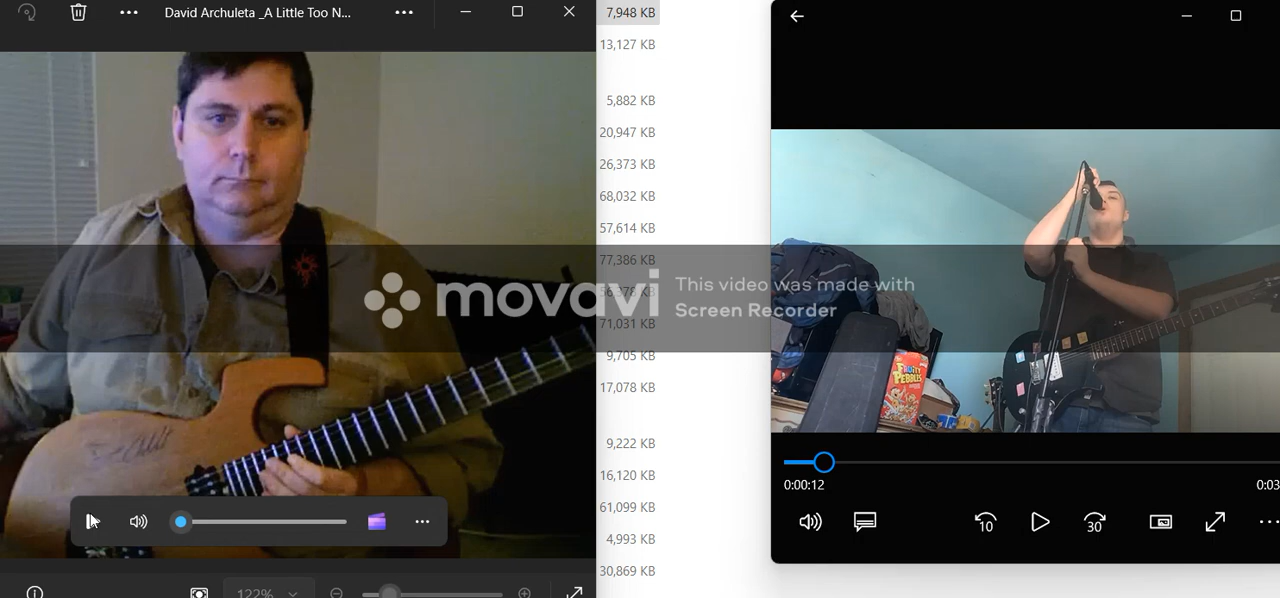 David Archuleta _A Little Too N...
7,948 KB
13,127 KB
5,882 KB
20,947 KB
26,373 KB
68,032 KB
57,614 KB
77,386 KB
movavi
This video was made with
Screen Recorder
71,031 KB
9,705 KB
17,078 KB
FRUITY
PEBBLES
9,222 KB
16,120 KB
61,099 KB
4,993 KB
30,869 KB
0:00:12
0:03
10
30
122%